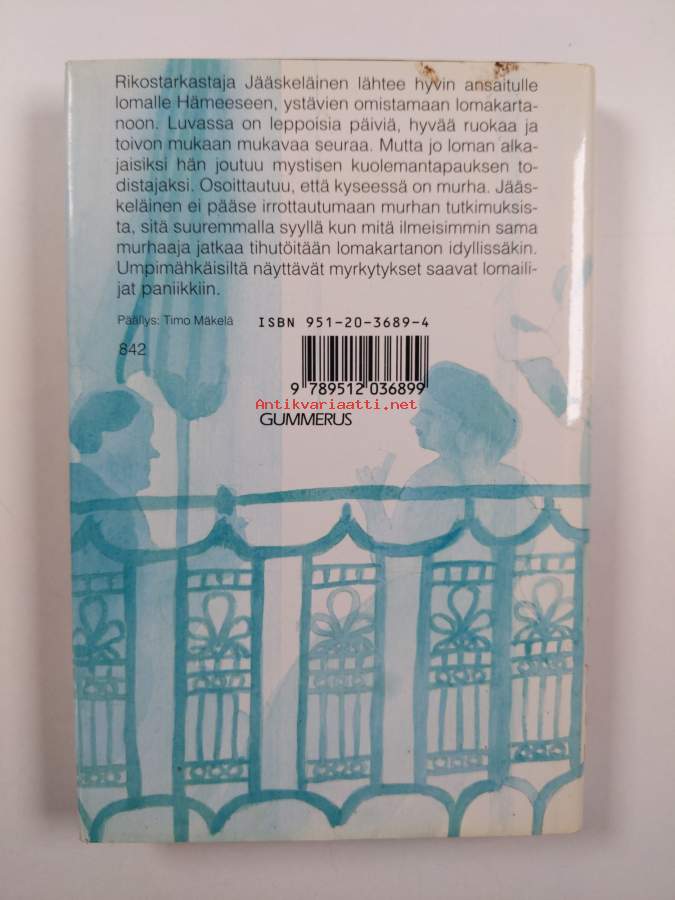 Rikostarkastaja Jääskeläinen lähtee hyvin ansaitulle
lomalle Hämeeseen, ystävien omistamaan lomakarta-
noon. Luvassa on leppoisia päiviä, hyvää ruokaa ja
toivon mukaan mukavaa seuraa. Mutta jo loman alka-
jaisiksi hän joutuu mystisen kuolemantapauksen to-
distajaksi. Osoittautuu, että kyseessä on murha. Jääs-
keläinen ei pääse irrottautumaan murhan tutkimuksis-
ta, sitä suuremmalla syyllä kun mitä ilmeisimmin sama
murhaaja jatkaa tihutöitään lomakartanon idyllissäkin.
Umpimähkäisiltä näyttävät myrkytykset saavat lomaili-
jat paniikkiin.
Päällys: Timo Mäkelä
ISBN 951-20-3689-4
842
9 789512 036899
Antikvariaatti.net
GUMMERUS